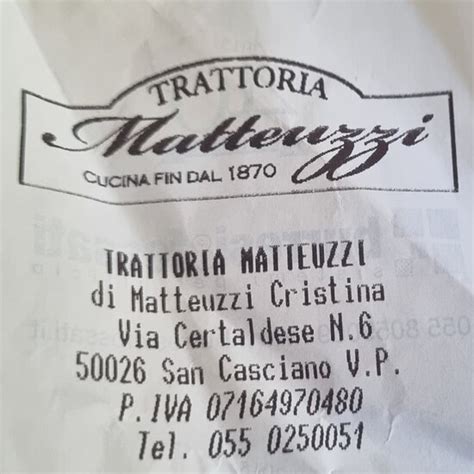 TRATTORIA
Matteuzzi
CUCINA FIN DAL 1870
TRATTORIA MATTEUZZI
di Matteuzzi Cristina
Via Certaldese N.6
50026 San Casciano V.P.
P.IVA 07164970480
Tel. 055 0250051